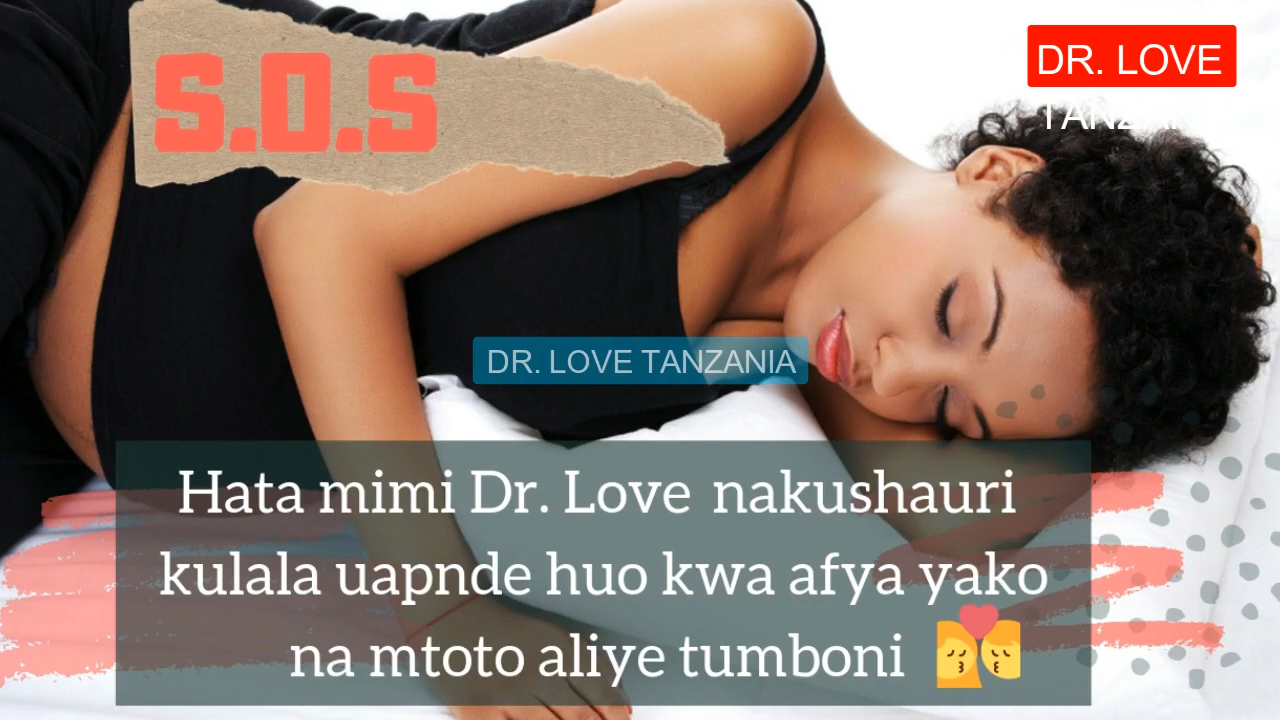 S.O.S
DR. LOVE
TANZANIA
DR. LOVE TANZANIA
Hata mimi Dr. Love nakushauri
kulala uapnde huo kwa afya yako
na mtoto aliye tumboni